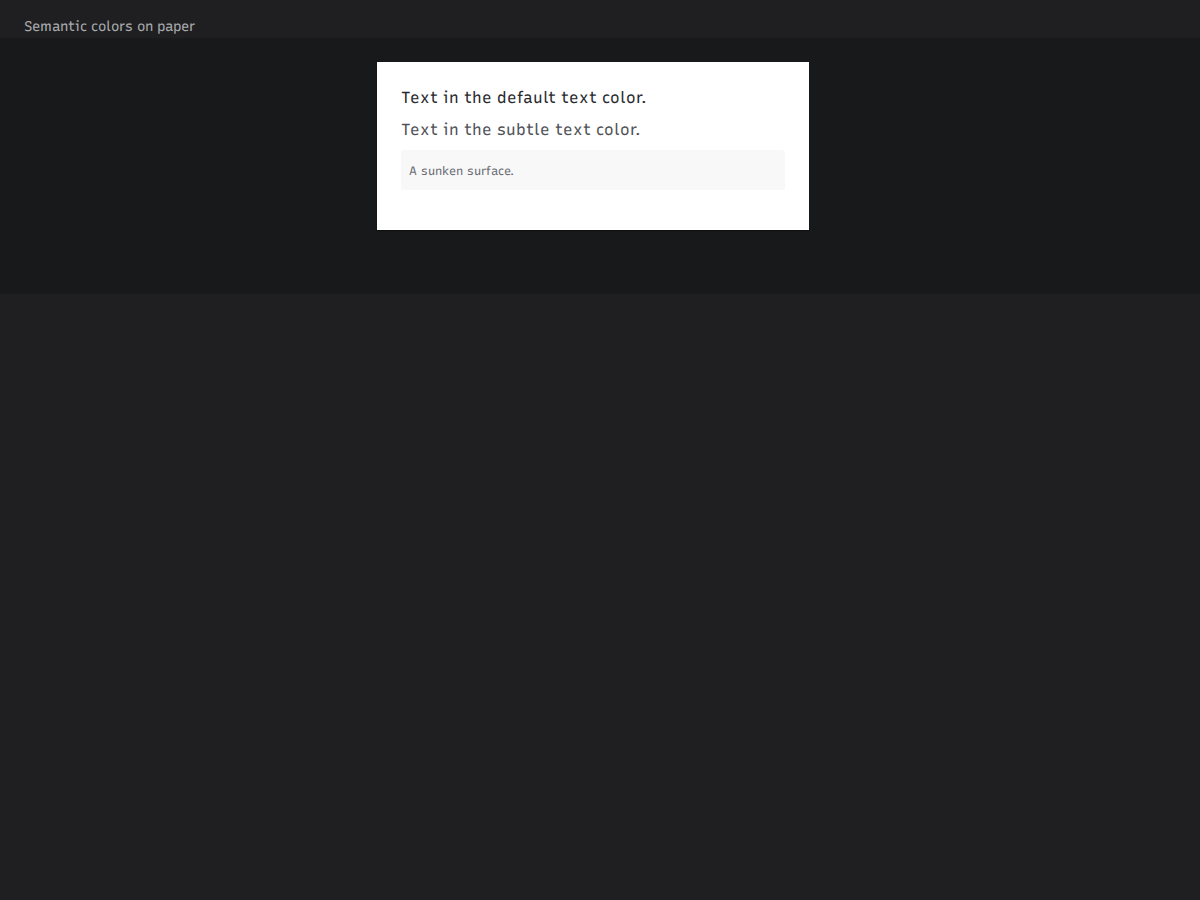 Semantic colors on paper
Text in the default text color.
Text in the subtle text color.
A sunken surface.